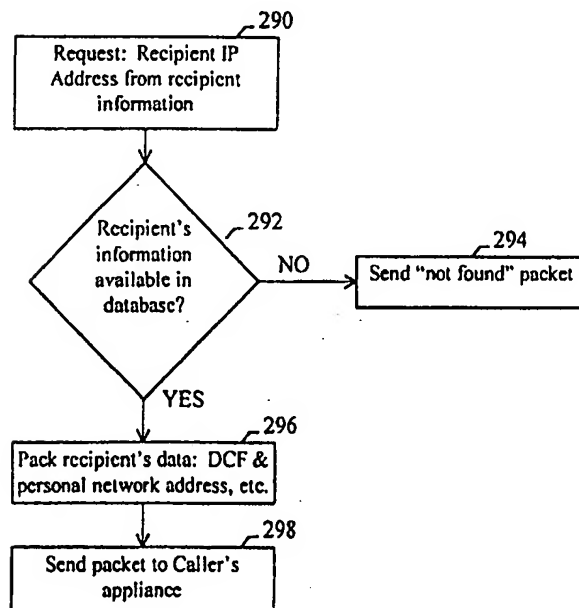 290
Request: Recipient IP
Address from recipient
information
292
Recipient's
information
available in
database?
NO
294
Send "not found" packet
YES
296
Pack recipient's data: DCF &
personal network address, etc.
298
Send packet to Caller's
appliance